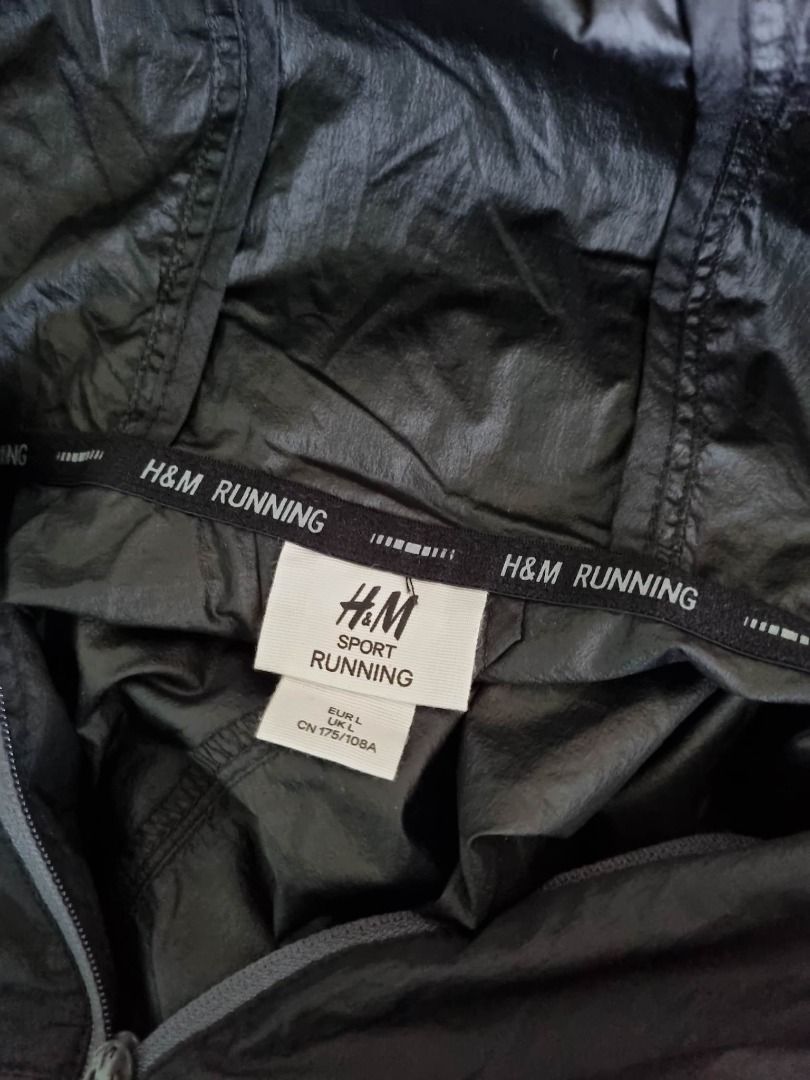 NG
H&M RUNNING
H&M RUNNING
H&M
SPORT
RUNNING
EUR L
UK L
CN 175/108A